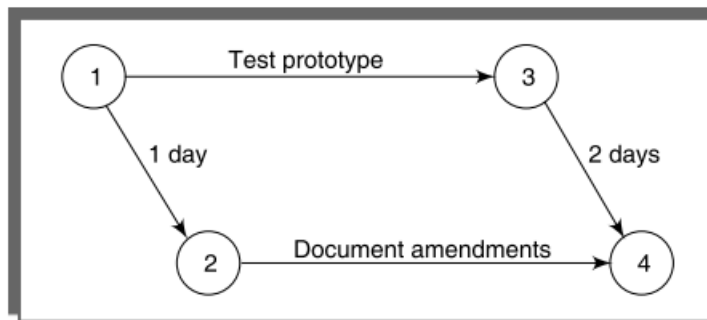 Test prototype
1
3
1 day
2 days
Document amendments
2
4